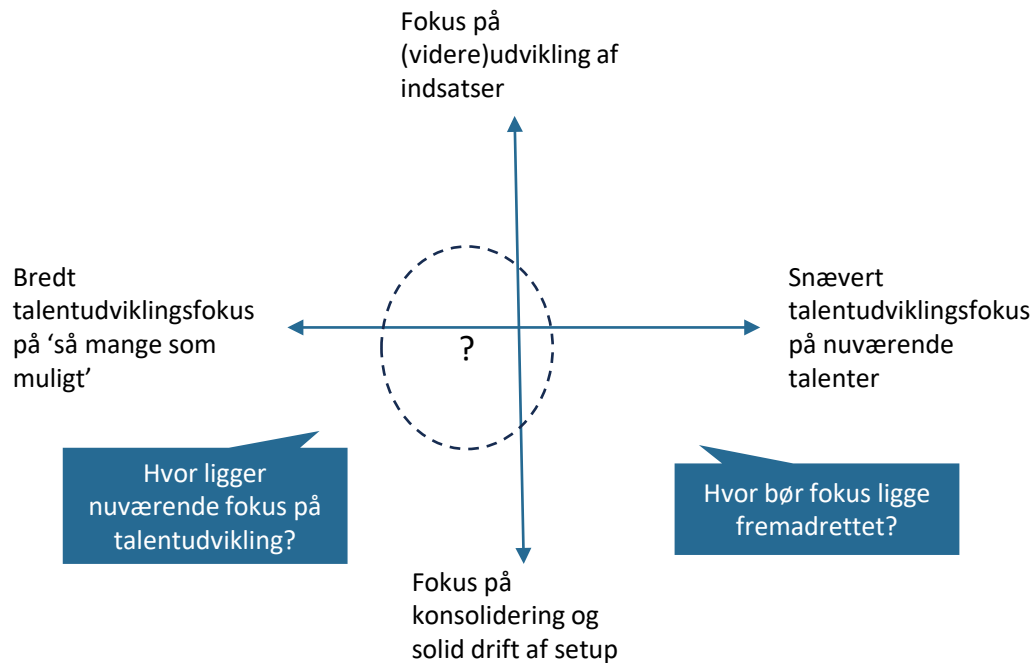 Fokus på
(videre)udvikling af
indsatser
Bredt
talentudviklingsfokus
på ‘så mange som
muligt’
?
Snævert
talentudviklingsfokus
på nuværende
talenter
Hvor ligger
nuværende fokus på
talentudvikling?
Hvor bør fokus ligge
fremadrettet?
Fokus på
konsolidering og
solid drift af setup